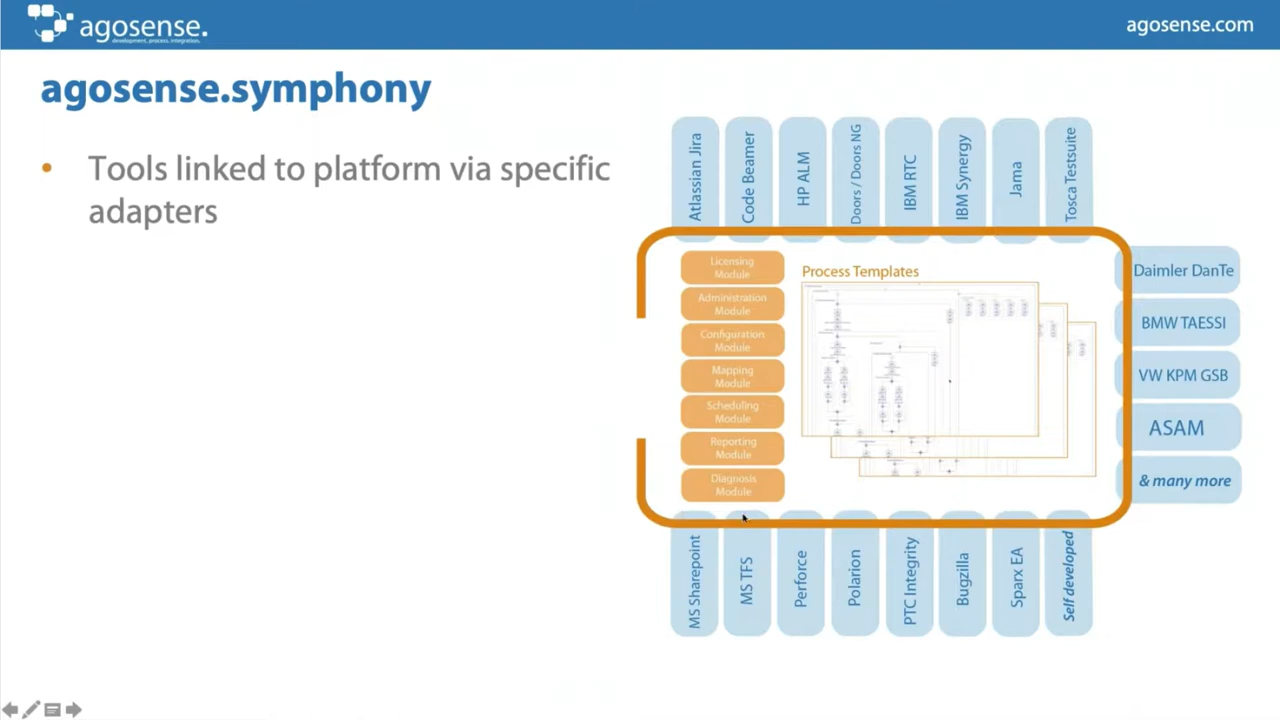 agosense.
development, process, integration.
agosense.com
agosense.symphony
• Tools linked to platform via specific
adapters
Atlassian Jira
Code Beamer
HP ALM
Doors / Doors NG
IBM RTC
IBM Synergy
Jama
Tosca Testsuite
Licensing
Module
Administration
Module
Configuration
Module
Mapping
Module
Scheduling
Module
Reporting
Module
Diagnosis
Module
Process Templates
Daimler DanTe
BMW TAESSI
VW KPM GSB
ASAM
& many more
MS Sharepoint
MS TFS
Perforce
Polarion
PTC Integrity
Bugzilla
Sparx EA
Self developed